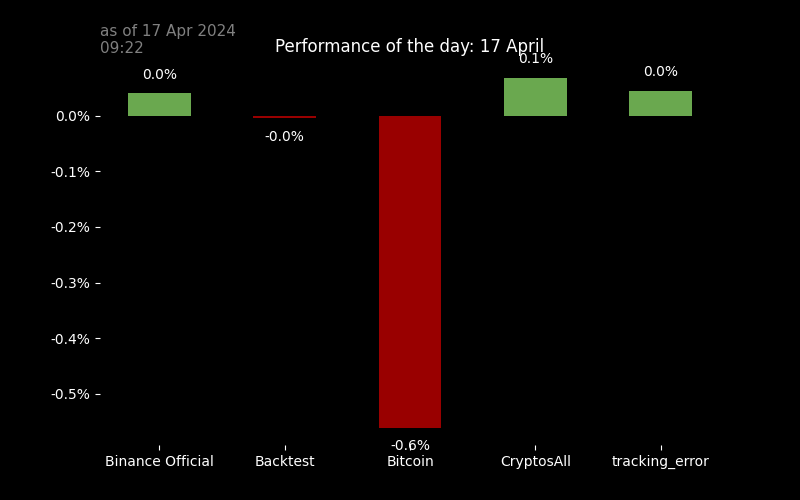 as of 17 Apr 2024
09:22
Performance of the day: 17 April
0.0%
-0.0%
-0.6%
0.1%
0.0%
0.0%
-0.1%
-0.2%
-0.3%
-0.4%
-0.5%
Binance Official
Backtest
Bitcoin
CryptosAll
tracking_error